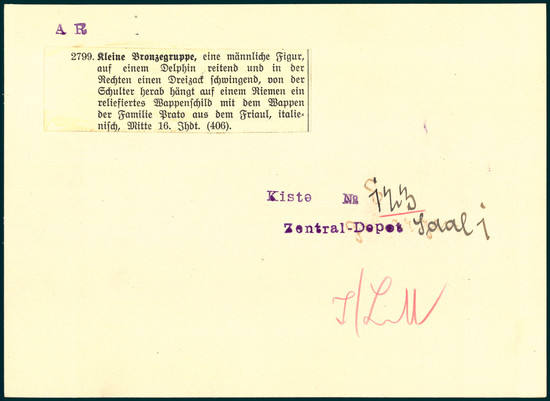 A R
2799. Kleine Bronzegruppe, eine männliche Figur,
auf einem Delphin reitend und in der
Rechten einen Dreizack schwingend, von der
Schulter herab hängt auf einem Riemen ein
reliefiertes Wappenschild mit dem Wappen
der Familie Prato aus dem Friaul, italie-
nisch, Mitte 16. Jhdt. (406).
Kiste №
Zentral-Depot Saal